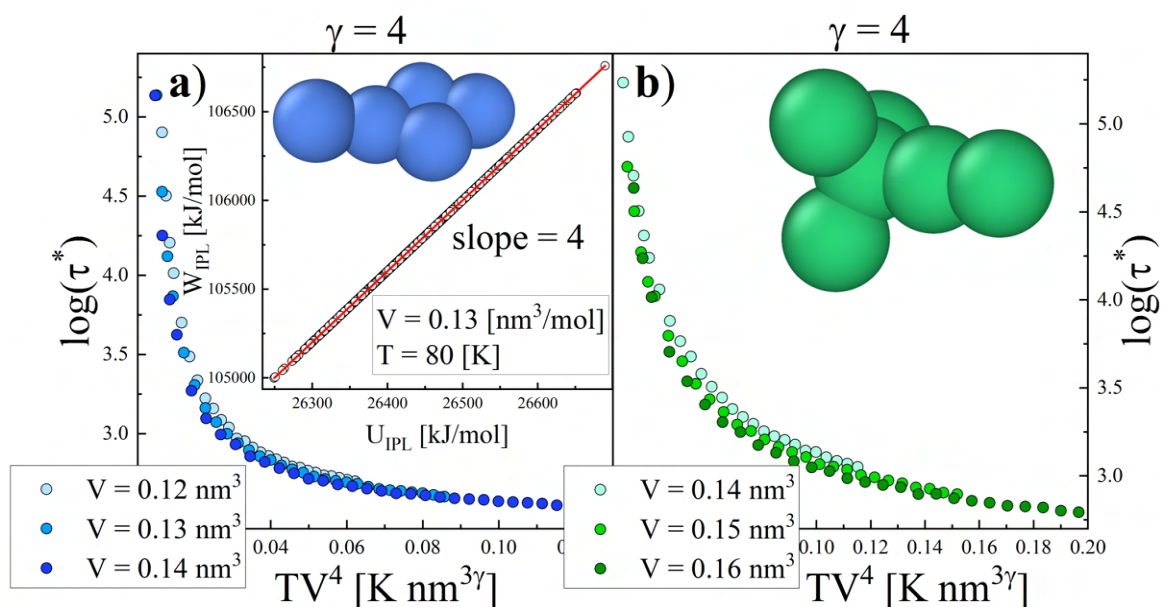 γ = 4
a)
5.0
4.5
4.0
3.5
3.0
log(τ*)
106500
106000
105500
105000
W_IPL [kJ/mol]
slope = 4
V = 0.13 [nm³/mol]
T = 80 [K]
26300 26400 26500 26600
U_IPL [kJ/mol]
V = 0.12 nm³
V = 0.13 nm³
V = 0.14 nm³
0.04 0.06 0.08 0.10
TV⁴ [K nm³ᵞ]
γ = 4
b)
5.0
4.5
4.0
3.5
3.0
log(τ*)
V = 0.14 nm³
V = 0.15 nm³
V = 0.16 nm³
0.10 0.12 0.14 0.16 0.18 0.20
TV⁴ [K nm³ᵞ]